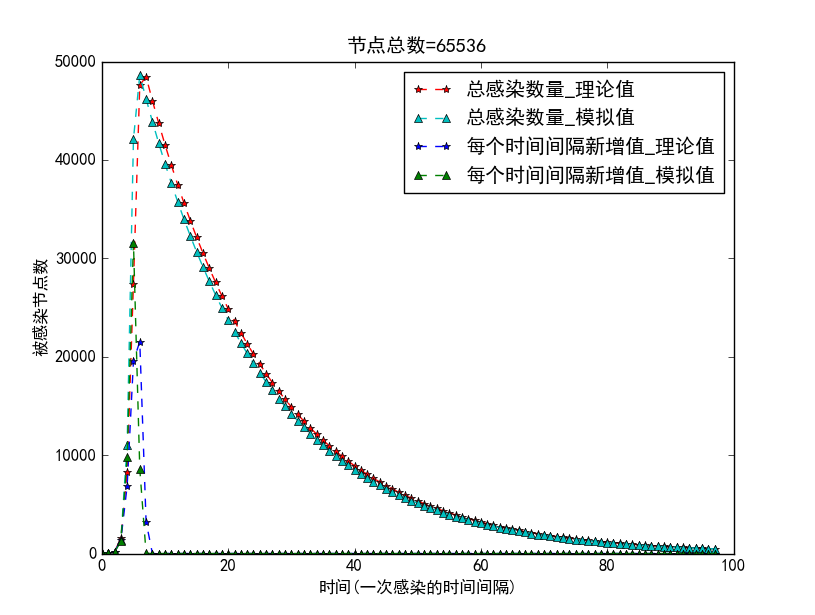 节点总数=65536
总感染数量_理论值
总感染数量_模拟值
每个时间间隔新增值_理论值
每个时间间隔新增值_模拟值
被感染节点数
50000
40000
30000
20000
10000
0
0 20 40 60 80 100
时间(一次感染的时间间隔)